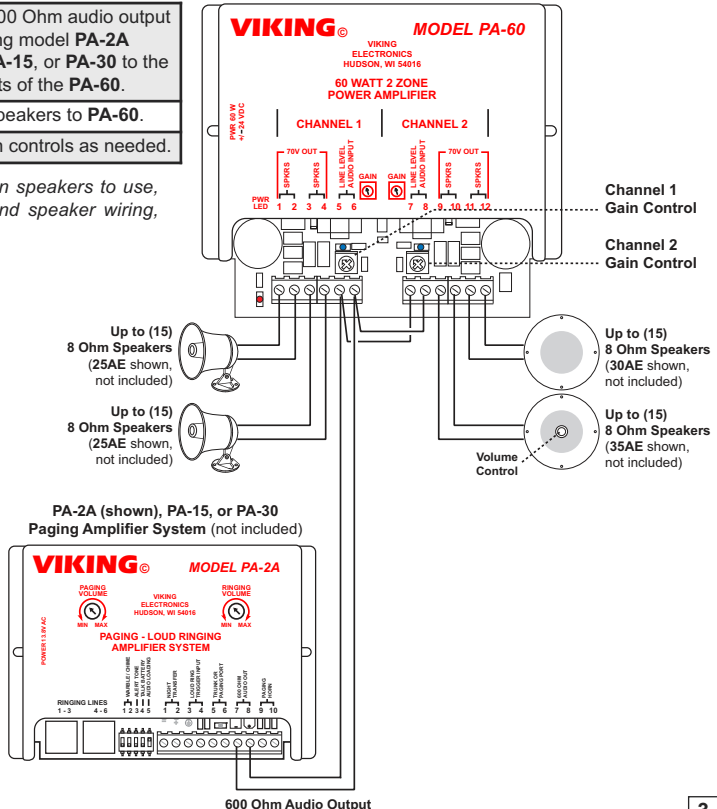 00 Ohm audio output
ng model PA-2A
A-15, or PA-30 to the
ts of the PA-60.
peakers to PA-60.
n controls as needed.
n speakers to use,
nd speaker wiring,
VIKING©
MODEL PA-60
VIKING
ELECTRONICS
HUDSON, WI 54016
60 WATT 2 ZONE
POWER AMPLIFIER
PWR 60 W
+/−24 VDC
CHANNEL 1
CHANNEL 2
70V OUT
SPKRS
SPKRS
LINE LEVEL
AUDIO INPUT
GAIN
GAIN
LINE LEVEL
AUDIO INPUT
70V OUT
SPKRS
SPKRS
PWR
LED
1 2 3 4 5 6
7 8 9 10 11 12
Channel 1
Gain Control
Channel 2
Gain Control
Up to (15)
8 Ohm Speakers
(25AE shown,
not included)
Up to (15)
8 Ohm Speakers
(30AE shown,
not included)
Up to (15)
8 Ohm Speakers
(25AE shown,
not included)
Up to (15)
8 Ohm Speakers
(35AE shown,
not included)
Volume
Control
PA-2A (shown), PA-15, or PA-30
Paging Amplifier System (not included)
VIKING©
MODEL PA-2A
PAGING
VOLUME
MIN MAX
VIKING
ELECTRONICS
HUDSON, WI 54016
RINGING
VOLUME
MIN MAX
POWER 13.8V AC
PAGING - LOUD RINGING
AMPLIFIER SYSTEM
RINGING LINES
1 - 3 4 - 6
WARBLE / CHIME
ALERT TONE
TALK BATTERY
AUDIO LOADING
1 2 3 4 5
NIGHT
TRANSFER
LOUD RING
TRIGGER INPUT
TRUNK OR
PAGING PORT
600 OHM
AUDIO OUT
PAGING
HORN
1 2 3 4 5 6 7 8 9 10
600 Ohm Audio Output